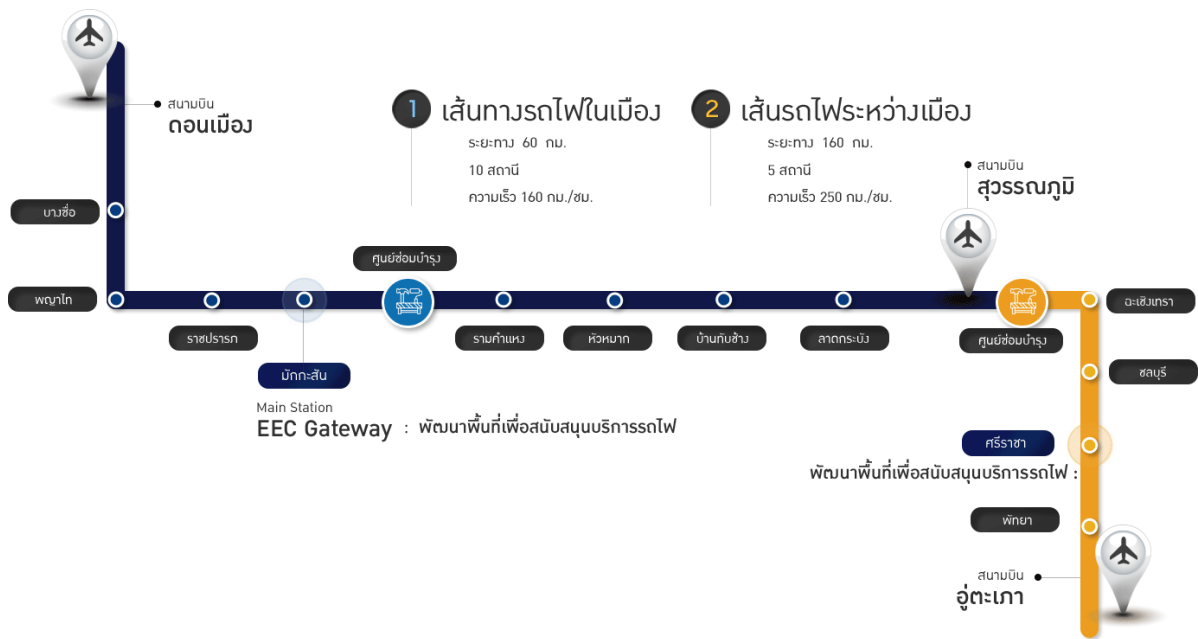 สนามบิน
ดอนเมือง
1 เส้นทางรถไฟในเมือง
ระยะทาง 60 กม.
10 สถานี
ความเร็ว 160 กม./ชม.
2 เส้นรถไฟระหว่างเมือง
ระยะทาง 160 กม.
5 สถานี
ความเร็ว 250 กม./ชม.
สนามบิน
สุวรรณภูมิ
บางซื่อ
ศูนย์ซ่อมบำรุง
พญาไท
ฉะเชิงเทรา
ราชปรารภ
รามคำแหง
หัวหมาก
บ้านทับช้าง
ลาดกระบัง
ศูนย์ซ่อมบำรุง
ชลบุรี
มักกะสัน
Main Station
EEC Gateway : พัฒนาพื้นที่เพื่อสนับสนุนบริการรถไฟ
ศรีราชา
พัฒนาพื้นที่เพื่อสนับสนุนบริการรถไฟ :
พัทยา
สนามบิน
อู่ตะเภา